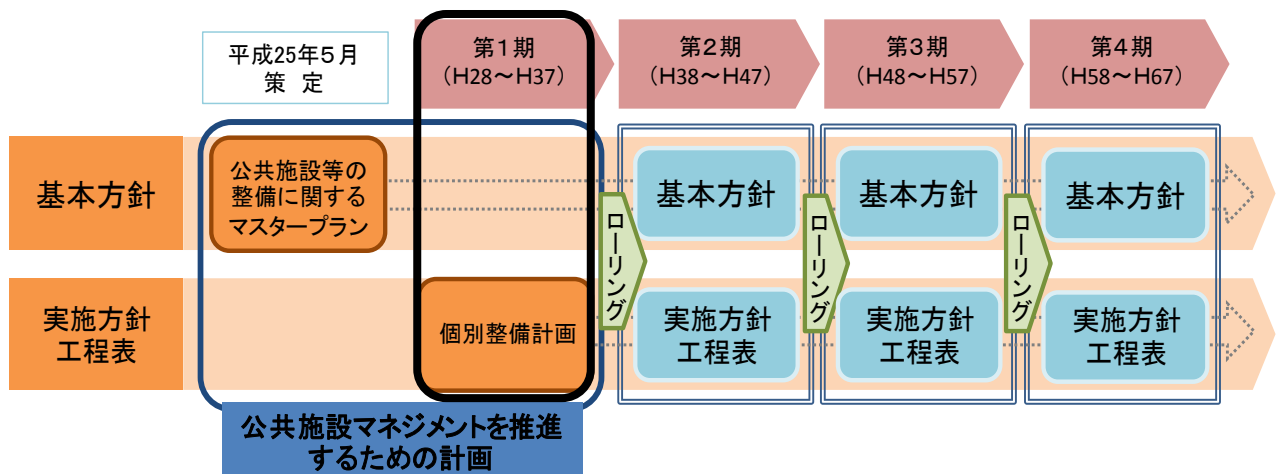 平成25年５月
策　定
第１期
（H28～H37）
第２期
（H38～H47）
第３期
（H48～H57）
第４期
（H58～H67）
基本方針
公共施設等の
整備に関する
マスタープラン
ローリング
基本方針
ローリング
基本方針
ローリング
基本方針
実施方針
工程表
個別整備計画
実施方針
工程表
実施方針
工程表
実施方針
工程表
公共施設マネジメントを推進
するための計画